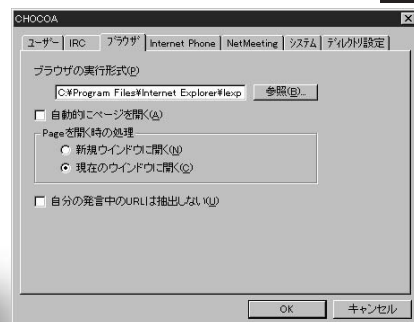 CHOCOA
ユーザー IRC ブラウザ Internet Phone NetMeeting システム ディレクトリ設定
ブラウザの実行形式(P)
C:¥Program Files¥Internet Explorer¥Iexp 参照(B)...
自動的にページを開く(A)
Pageを開く時の処理
新規ウインドウに開く(N)
現在のウインドウに開く(C)
自分の発言中のURLは抽出しない(U)
OK キャンセル